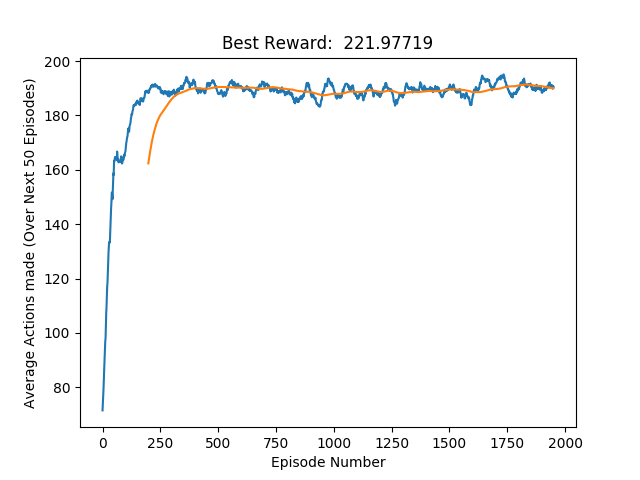 Best Reward:  221.97719
200
180
160
140
120
100
80
Average Actions made (Over Next 50 Episodes)
0 250 500 750 1000 1250 1500 1750 2000
Episode Number